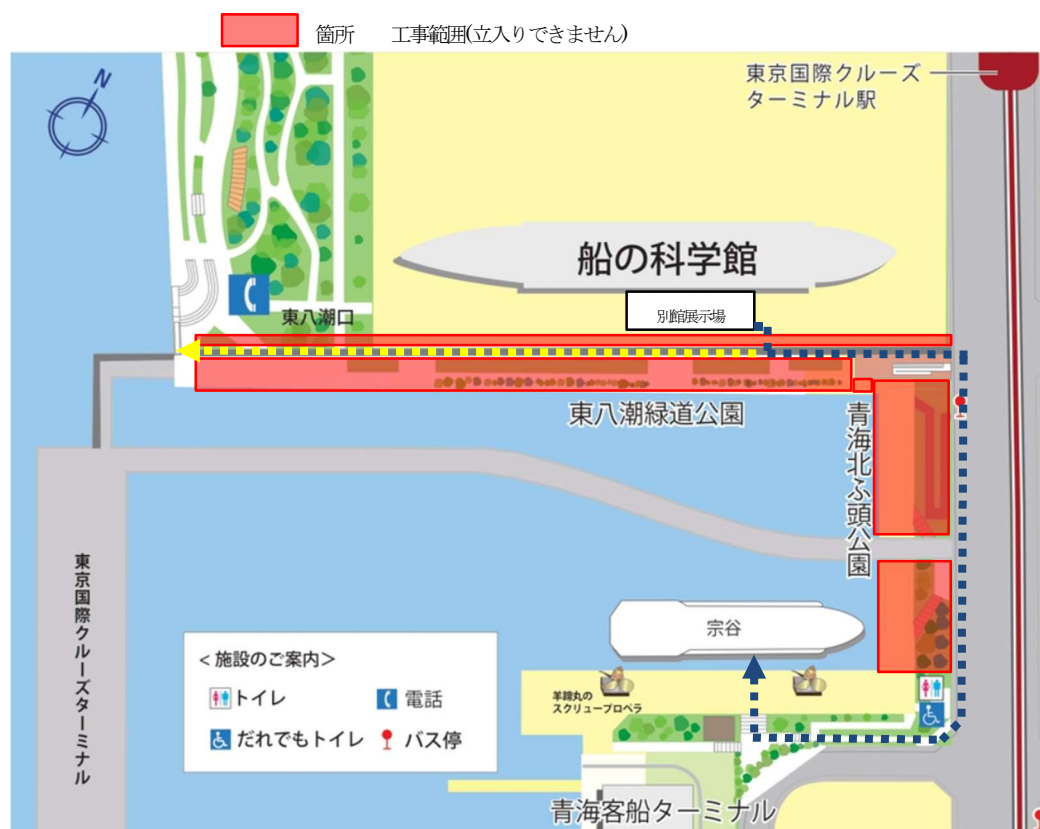 箇所 工事範囲(立入りできません)
N
東京国際クルーズ
ターミナル駅
船の科学館
別館展示場
東八潮口
東八潮緑道公園
青海北ふ頭公園
東京国際クルーズターミナル
宗谷
＜施設のご案内＞
トイレ
電話
だれでもトイレ
バス停
羊蹄丸の
スクリュープロペラ
青海客船ターミナル